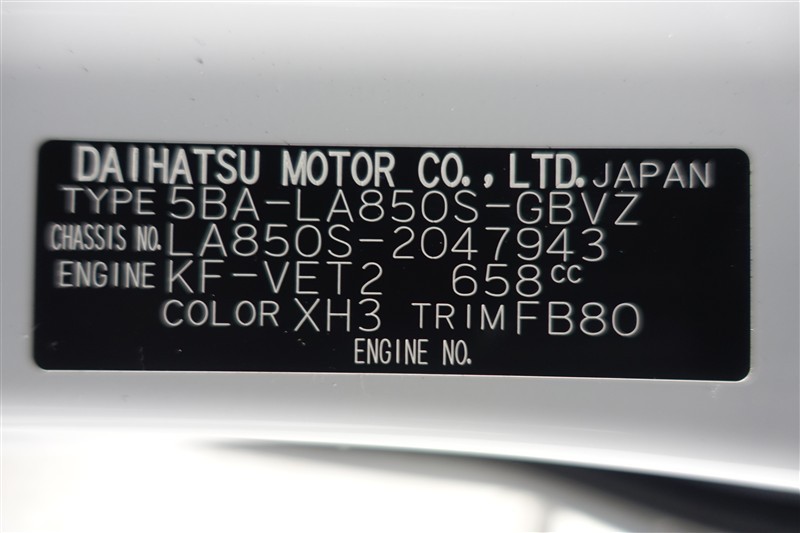 DAIHATSU MOTOR CO., LTD. JAPAN
TYPE 5BA-LA850S-GBVZ
CHASSIS NO. LA850S-2047943
ENGINE KF-VET2 658cc
COLOR XH3 TRIM FB80
ENGINE NO.